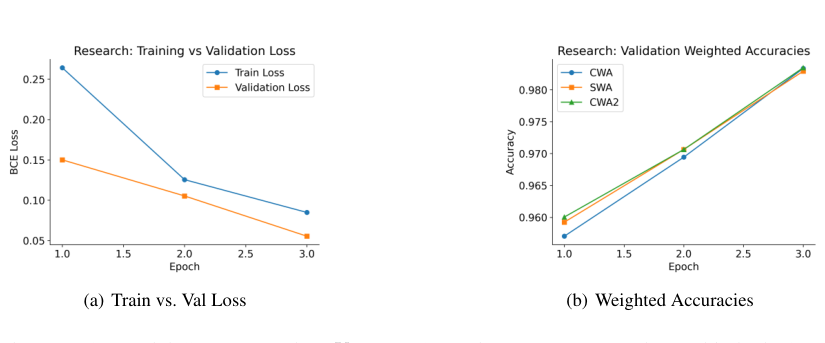 Research: Training vs Validation Loss
Train Loss
Validation Loss
0.25
0.20
0.15
0.10
0.05
BCE Loss
1.0 1.5 2.0 2.5 3.0
Epoch
(a) Train vs. Val Loss
Research: Validation Weighted Accuracies
CWA
SWA
CWA2
0.980
0.975
0.970
0.965
0.960
Accuracy
1.0 1.5 2.0 2.5 3.0
Epoch
(b) Weighted Accuracies